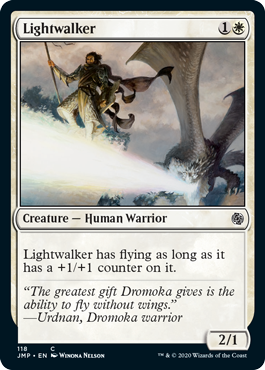 Lightwalker 1
Creature — Human Warrior
Lightwalker has flying as long as it
has a +1/+1 counter on it.
“The greatest gift Dromoka gives is the
ability to fly without wings.”
—Urdnan, Dromoka warrior
2/1
118 C
JMP • EN WINONA NELSON
™ & © 2020 Wizards of the Coast